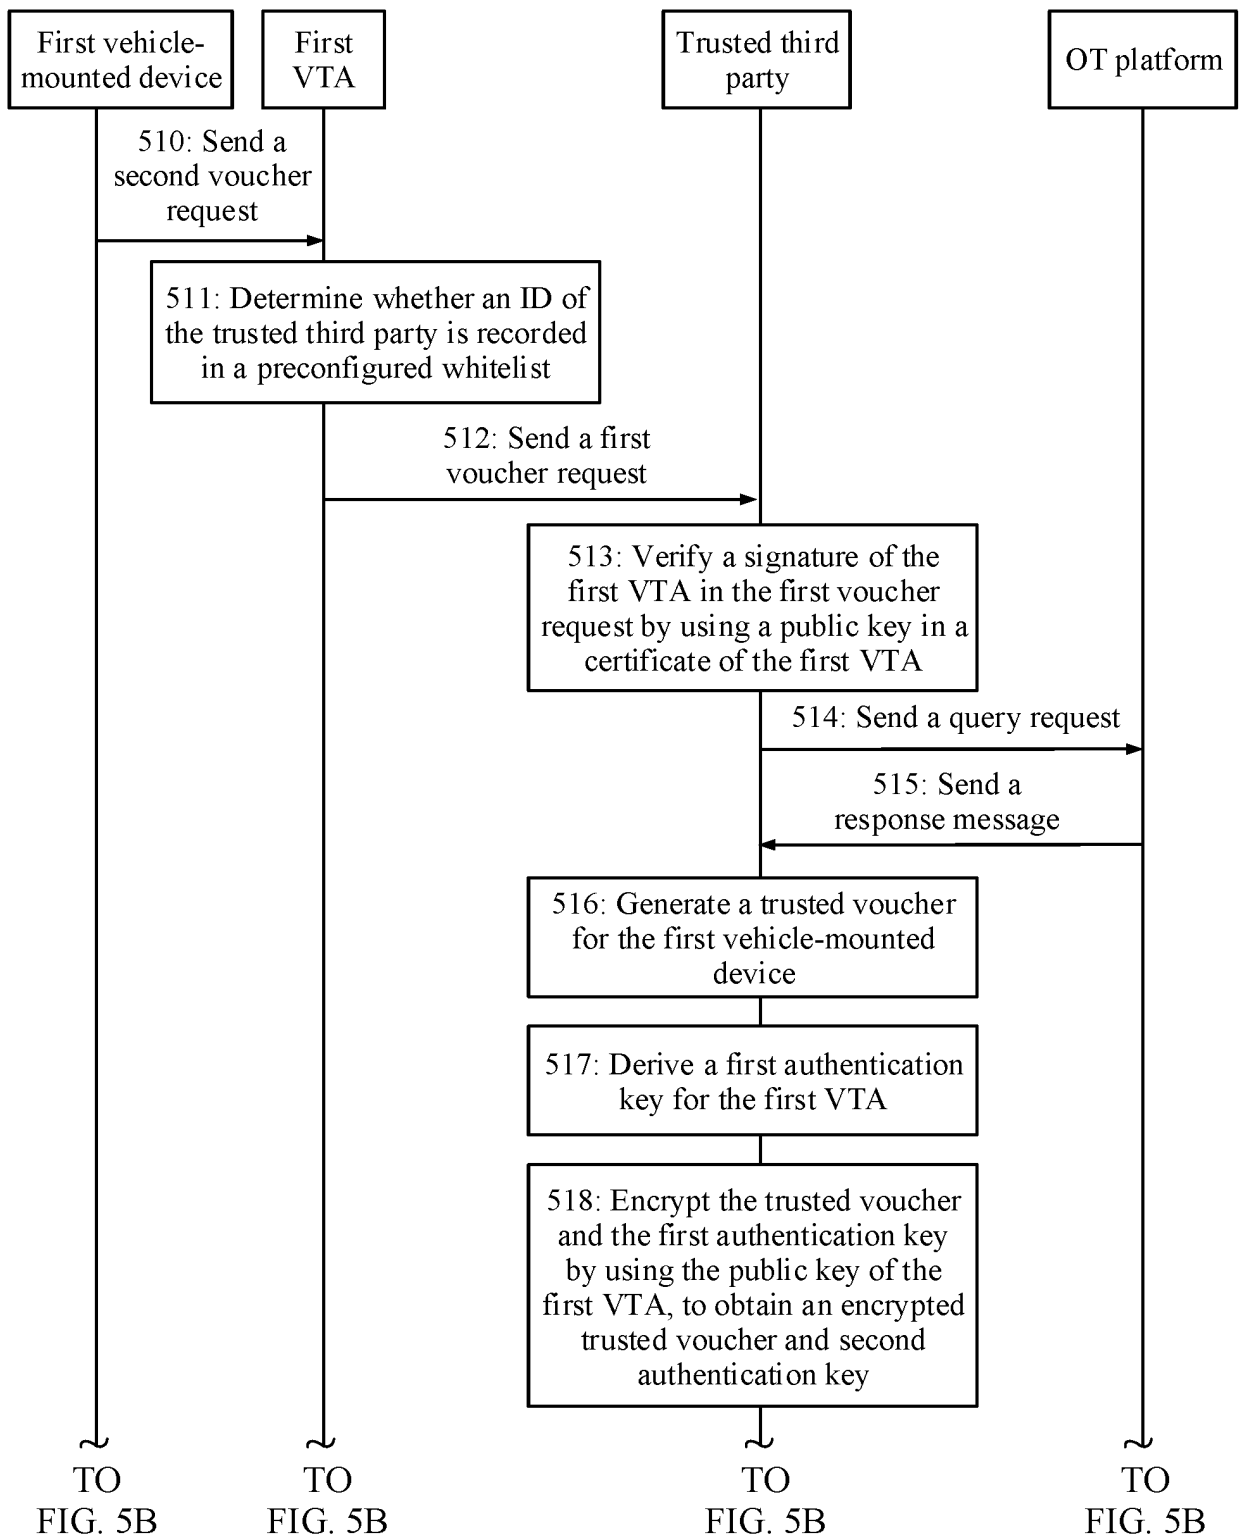 First vehicle-
mounted device
First
VTA
Trusted third
party
OT platform
510: Send a
second voucher
request
511: Determine whether an ID of
the trusted third party is recorded
in a preconfigured whitelist
512: Send a first
voucher request
513: Verify a signature of the
first VTA in the first voucher
request by using a public key in a
certificate of the first VTA
514: Send a query request
515: Send a
response message
516: Generate a trusted voucher
for the first vehicle-mounted
device
517: Derive a first authentication
key for the first VTA
518: Encrypt the trusted voucher
and the first authentication key
by using the public key of the
first VTA, to obtain an encrypted
trusted voucher and second
authentication key
TO
FIG. 5B
TO
FIG. 5B
TO
FIG. 5B
TO
FIG. 5B